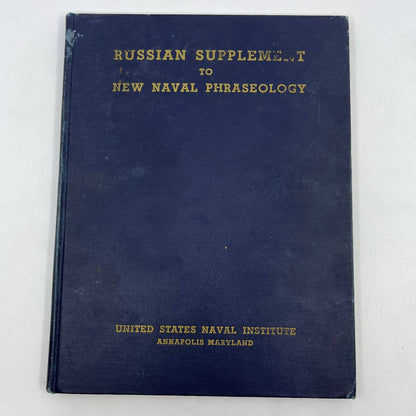 RUSSIAN SUPPLEMENT
TO
NEW NAVAL PHRASEOLOGY
UNITED STATES NAVAL INSTITUTE
ANNAPOLIS MARYLAND